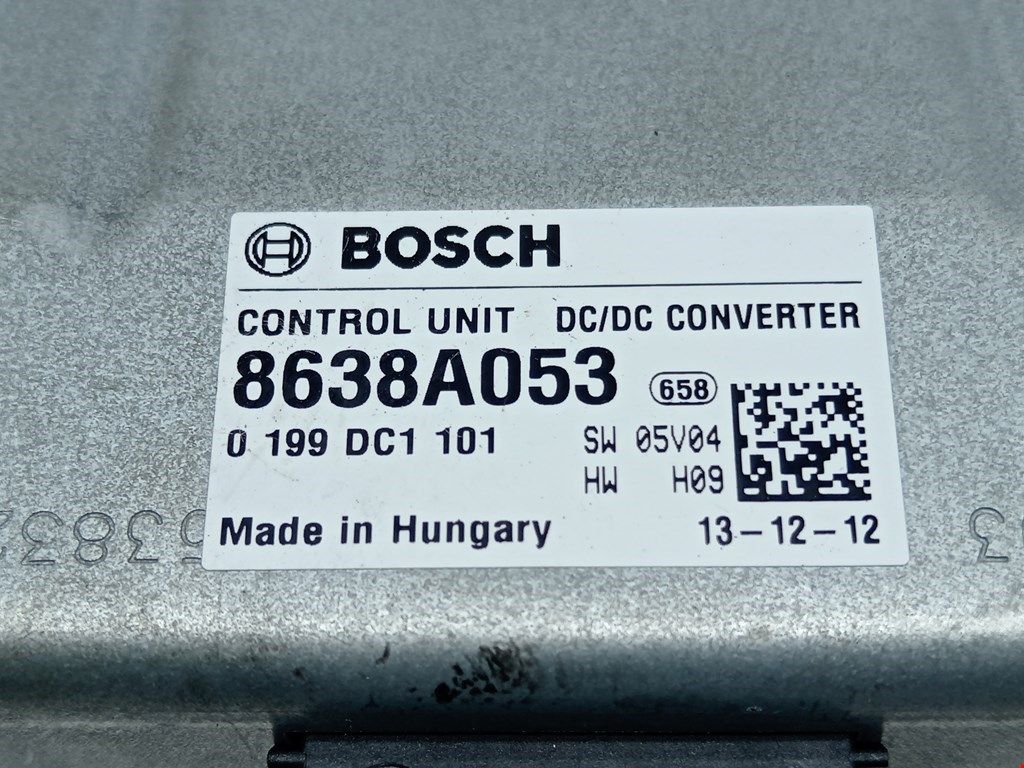 BOSCH
CONTROL UNIT DC/DC CONVERTER
8638A053 658
0 199 DC1 101 SW 05V04
HW H09
Made in Hungary 13-12-12